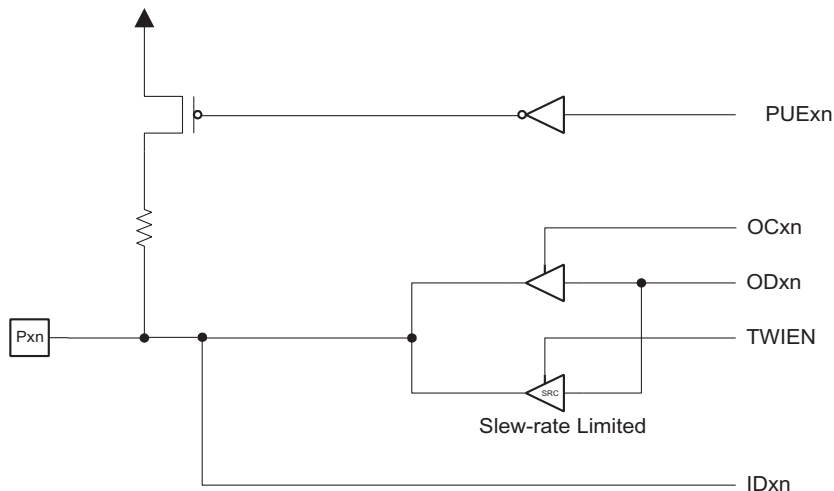 PUExn
OCxn
ODxn
Pxn
TWIEN
SRC
Slew-rate Limited
IDxn